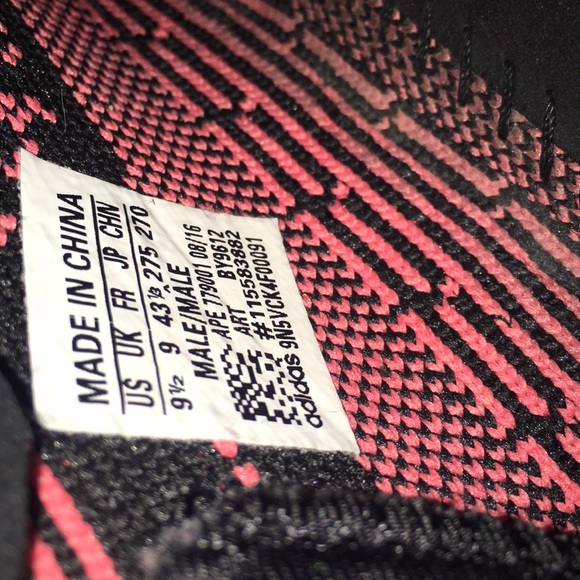 MADE IN CHINA
US UK FR JP CHN
9½ 9 43⅓ 275 270
MALE/MALE
APE 779001 08/16
ART BY9612
#115583882
adidas 9N5VCK4F00091